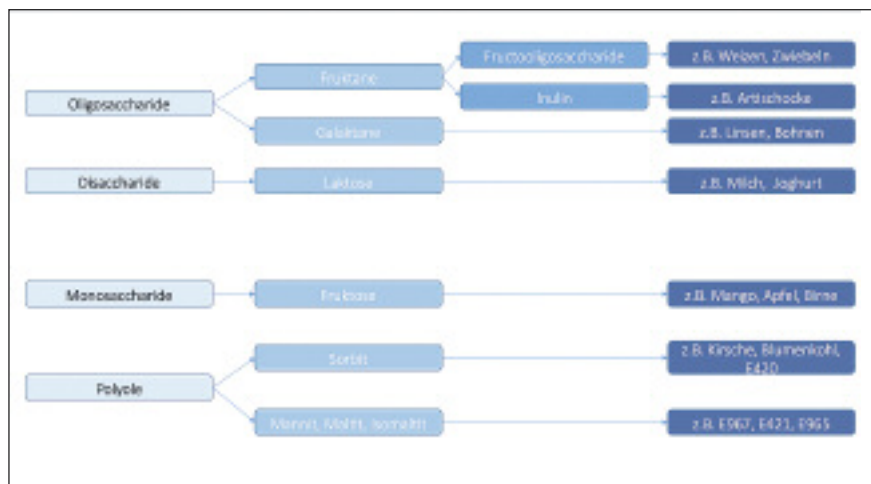 Fructooligosaccharide
z.B. Weizen, Zwiebeln
Fruktane
Oligosaccharide
Inulin
z.B. Artischocke
Galaktane
z.B. Linsen, Bohnen
Disaccharide
Laktose
z.B. Milch, Joghurt
Monosaccharide
Fruktose
z.B. Mango, Apfel, Birne
Sorbit
z.B. Kirsche, Blumenkohl,
E420
Polyole
Mannit, Maltit, Isomaltit
z.B. E967, E421, E965